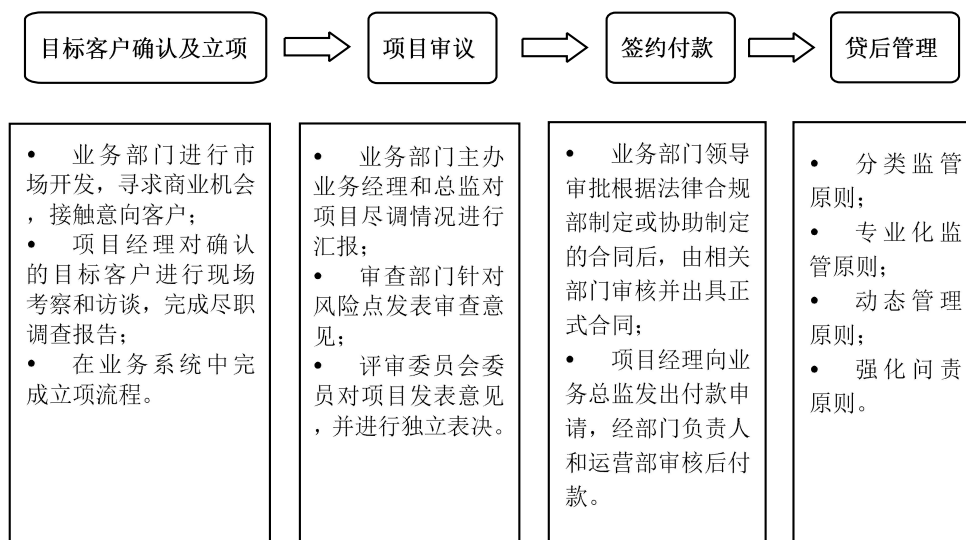 目标客户确认及立项
项目审议
签约付款
贷后管理
• 业务部门进行市
场开发，寻求商业机会
，接触意向客户；
• 项目经理对确认
的目标客户进行现场
考察和访谈，完成尽职
调查报告；
• 在业务系统中完
成立项流程。
• 业务部门主办
业务经理和总监对
项目尽调情况进行
汇报；
• 审查部门针对
风险点发表审查意
见；
• 评审委员会委
员对项目发表意见
，并进行独立表决。
• 业务部门领导
审批根据法律合规
部制定或协助制定
的合同后，由相关
部门审核并出具正
式合同；
• 项目经理向业
务总监发出付款申
请，经部门负责人
和运营部审核后付
款。
• 分类监管
原则；
• 专业化监
管原则；
• 动态管理
原则；
• 强化问责
原则。